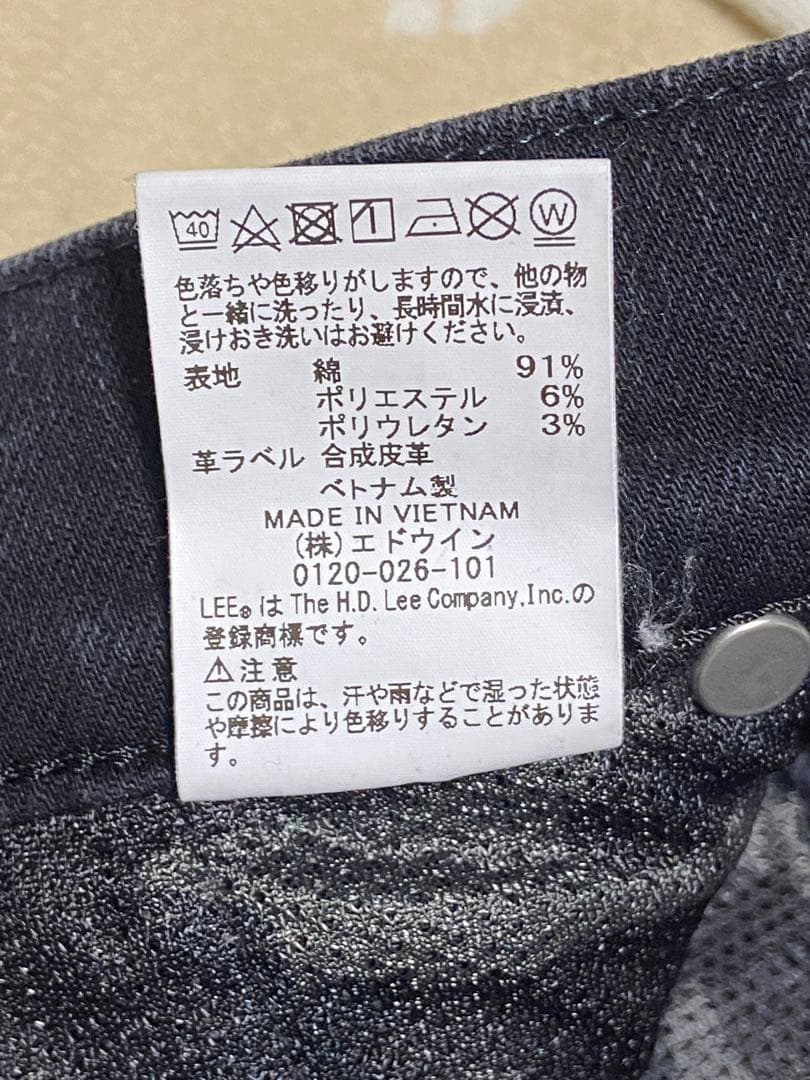 40 W
色落ちや色移りがしますので、他の物
と一緒に洗ったり、長時間水に浸漬、
浸けおき洗いはお避けください。
表地 綿 91%
ポリエステル 6%
ポリウレタン 3%
革ラベル 合成皮革
ベトナム製
MADE IN VIETNAM
(株)エドウイン
0120-026-101
LEE® は The H.D. Lee Company,Inc.の
登録商標です。
⚠注意
この商品は、汗や雨などで湿った状態
や摩擦により色移りすることがありま
す。